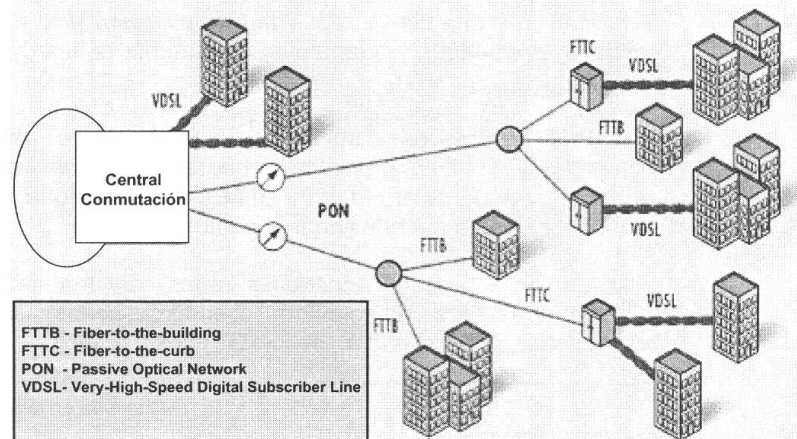 FTTC
VDSL
VDSL
FTTB
Central
Conmutación
PON
VDSL
FTTB
FTTC
VDSL
FTTB
FTTB - Fiber-to-the-building
FTTC - Fiber-to-the-curb
PON - Passive Optical Network
VDSL- Very-High-Speed Digital Subscriber Line